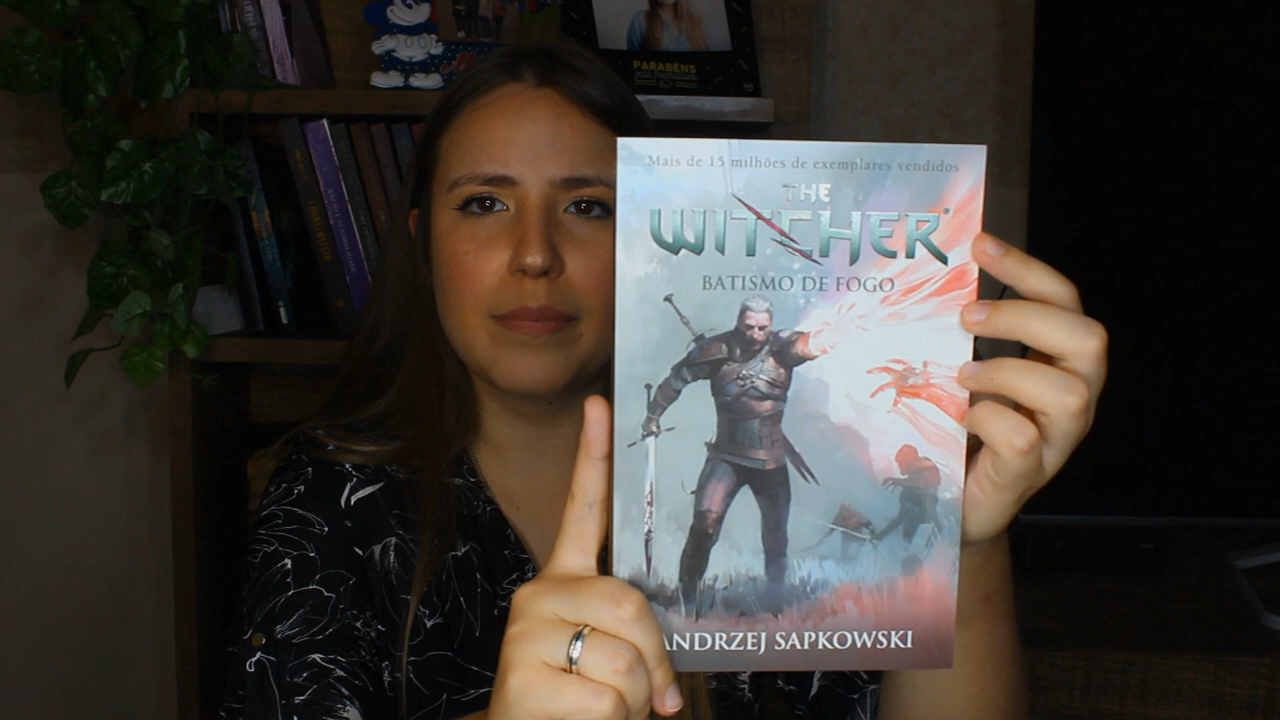 PARABÉNS
Mais de 15 milhões de exemplares vendidos
THE
WITCHER
BATISMO DE FOGO
ANDRZEJ SAPKOWSKI